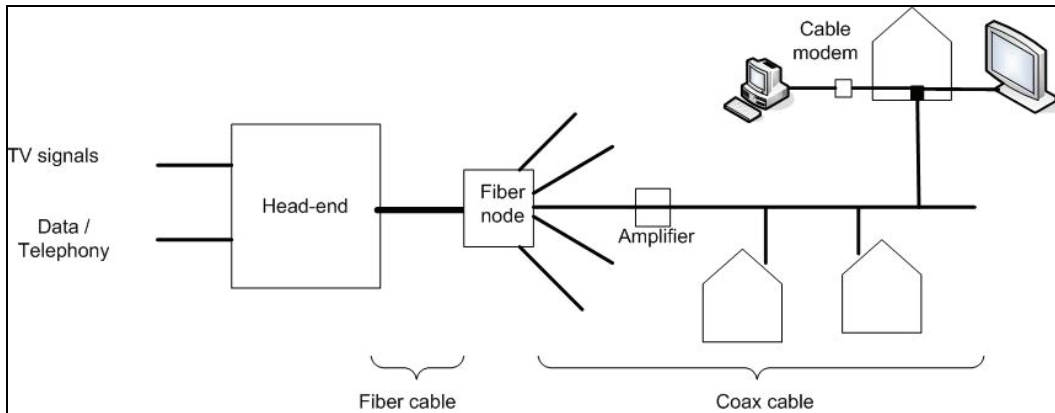 Cable
modem
TV signals
Data /
Telephony
Head-end
Fiber
node
Amplifier
Fiber cable
Coax cable